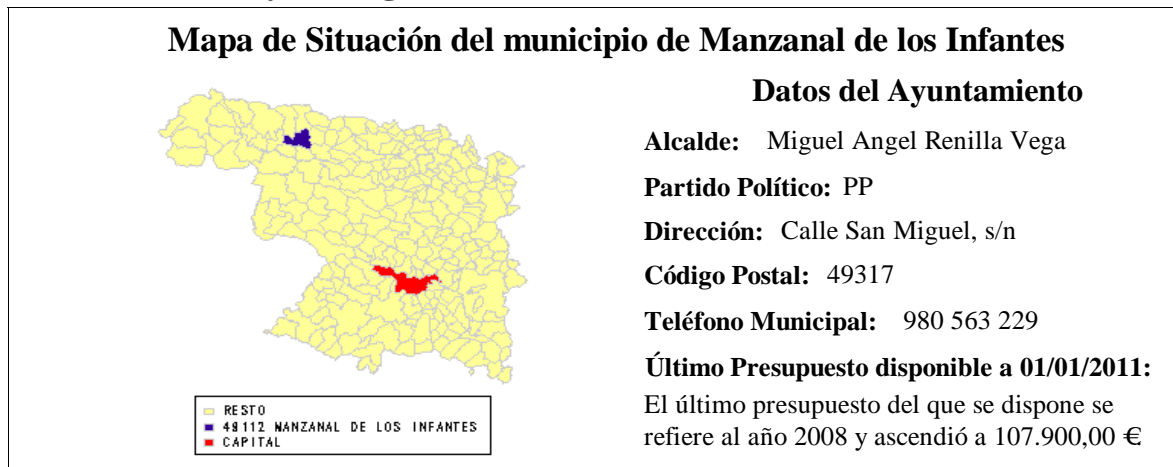 Mapa de Situación del municipio de Manzanal de los Infantes
Datos del Ayuntamiento
Alcalde: Miguel Angel Renilla Vega
Partido Político: PP
Dirección: Calle San Miguel, s/n
Código Postal: 49317
Teléfono Municipal: 980 563 229
Último Presupuesto disponible a 01/01/2011:
El último presupuesto del que se dispone se
refiere al año 2008 y ascendió a 107.900,00 €
RESTO
49112 MANZANAL DE LOS INFANTES
CAPITAL